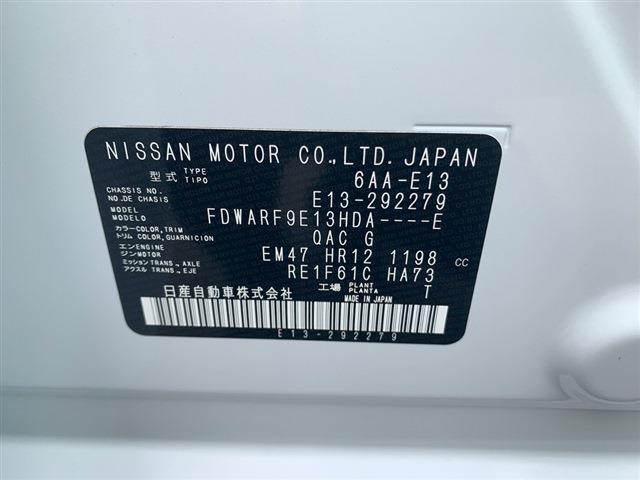 NISSAN MOTOR CO.,LTD. JAPAN
型式 TYPE TIPO 6AA-E13
CHASSIS NO. NO.DE CHASSIS E13-292279
MODEL MODELO FDWARF9E13HDA----E
カラー COLOR,TRIM トリム COLOR,GUARNICION QAC G
エンジン ENGINE MOTOR EM47 HR12 1198 CC
ミッション TRANS.,AXLE アクスル TRANS.,EJE RE1F61C HA73
工場 PLANT PLANTA T
日産自動車株式会社 MADE IN JAPAN
E13-292279